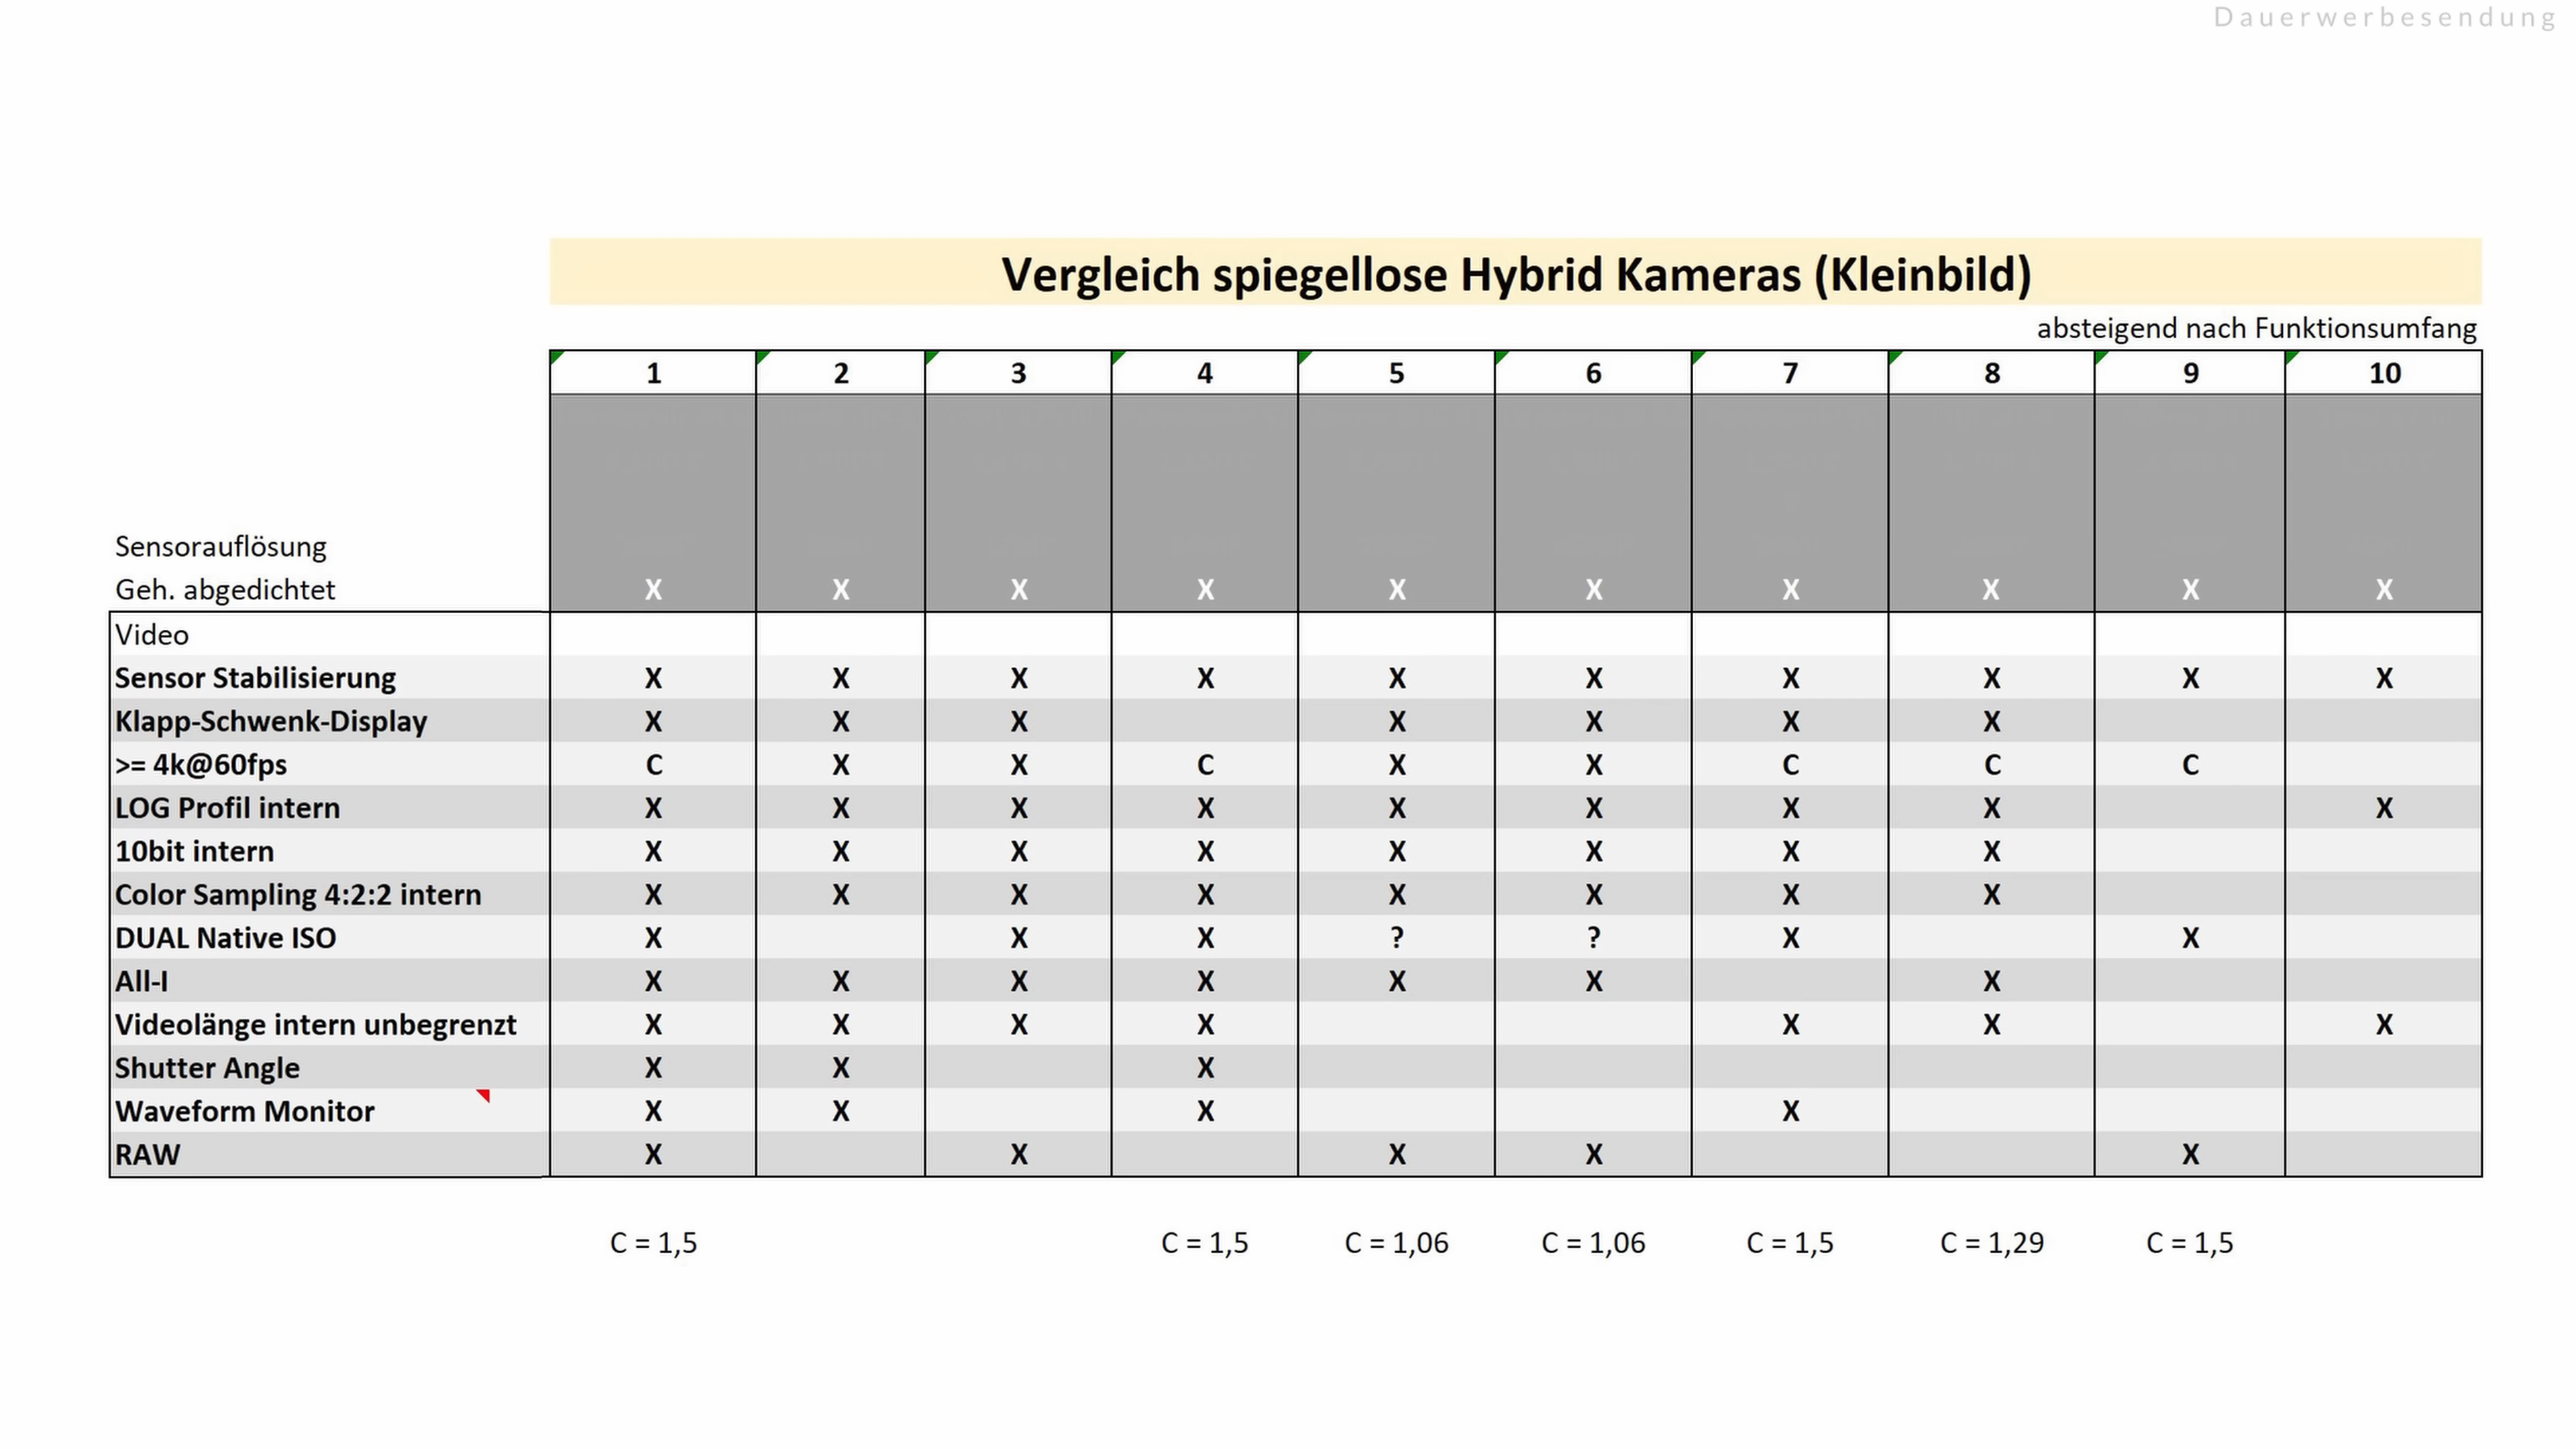 Dauerwerbesendung
Vergleich spiegellose Hybrid Kameras (Kleinbild)
absteigend nach Funktionsumfang
1 2 3 4 5 6 7 8 9 10
Sensorauflösung
Geh. abgedichtet X X X X X X X X X X
Video
Sensor Stabilisierung X X X X X X X X X X
Klapp-Schwenk-Display X X X X X X X
>= 4k@60fps C X X C X X C C C
LOG Profil intern X X X X X X X X X
10bit intern X X X X X X X X
Color Sampling 4:2:2 intern X X X X X X X X
DUAL Native ISO X X X ? ? X X
All-I X X X X X X X
Videolänge intern unbegrenzt X X X X X X X
Shutter Angle X X X
Waveform Monitor X X X X
RAW X X X X X
C = 1,5 C = 1,5 C = 1,06 C = 1,06 C = 1,5 C = 1,29 C = 1,5